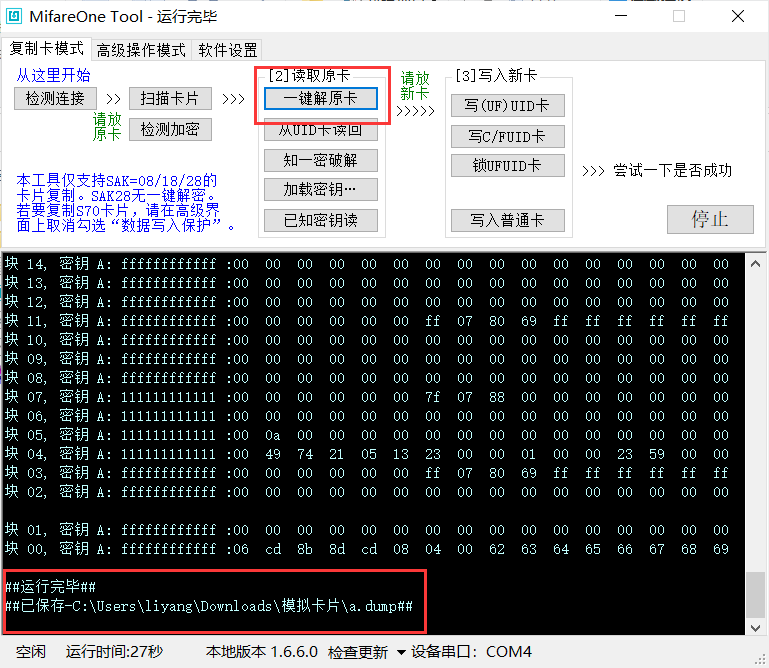 MifareOne Tool - 运行完毕
复制卡模式 高级操作模式 软件设置
从这里开始
检测连接 >> 扫描卡片 >>>
请放
原卡
检测加密
[2]读取原卡
一键解原卡
从UID卡读回
知一密破解
加载密钥…
已知密钥读
请放
新卡
>>>>>
[3]写入新卡
写(UF)UID卡
写C/FUID卡
锁UFUID卡
写入普通卡
>>> 尝试一下是否成功
停止
本工具仅支持SAK=08/18/28的
卡片复制。SAK28无一键解密。
若要复制S70卡片，请在高级界
面上取消勾选“数据写入保护”。
块 14, 密钥 A: ffffffffffff :00 00 00 00 00 00 00 00 00 00 00 00 00 00 00 00
块 13, 密钥 A: ffffffffffff :00 00 00 00 00 00 00 00 00 00 00 00 00 00 00 00
块 12, 密钥 A: ffffffffffff :00 00 00 00 00 00 00 00 00 00 00 00 00 00 00 00
块 11, 密钥 A: ffffffffffff :00 00 00 00 00 00 ff 07 80 69 ff ff ff ff ff ff
块 10, 密钥 A: ffffffffffff :00 00 00 00 00 00 00 00 00 00 00 00 00 00 00 00
块 09, 密钥 A: ffffffffffff :00 00 00 00 00 00 00 00 00 00 00 00 00 00 00 00
块 08, 密钥 A: ffffffffffff :00 00 00 00 00 00 00 00 00 00 00 00 00 00 00 00
块 07, 密钥 A: 111111111111 :00 00 00 00 00 00 7f 07 88 00 00 00 00 00 00 00
块 06, 密钥 A: 111111111111 :00 00 00 00 00 00 00 00 00 00 00 00 00 00 00 00
块 05, 密钥 A: 111111111111 :00 0a 00 00 00 00 00 00 00 00 00 00 00 00 00 00
块 04, 密钥 A: 111111111111 :00 49 74 21 05 13 23 00 00 01 00 00 23 59 00 00
块 03, 密钥 A: ffffffffffff :00 00 00 00 00 00 ff 07 80 69 ff ff ff ff ff ff
块 02, 密钥 A: ffffffffffff :00 00 00 00 00 00 00 00 00 00 00 00 00 00 00 00
块 01, 密钥 A: ffffffffffff :00 00 00 00 00 00 00 00 00 00 00 00 00 00 00 00
块 00, 密钥 A: ffffffffffff :06 cd 8b 8d cd 08 04 00 62 63 64 65 66 67 68 69
##运行完毕##
##已保存-C:\Users\liyang\Downloads\模拟卡片\a.dump##
空闲 运行时间:27秒 本地版本 1.6.6.0 检查更新 设备串口: COM4